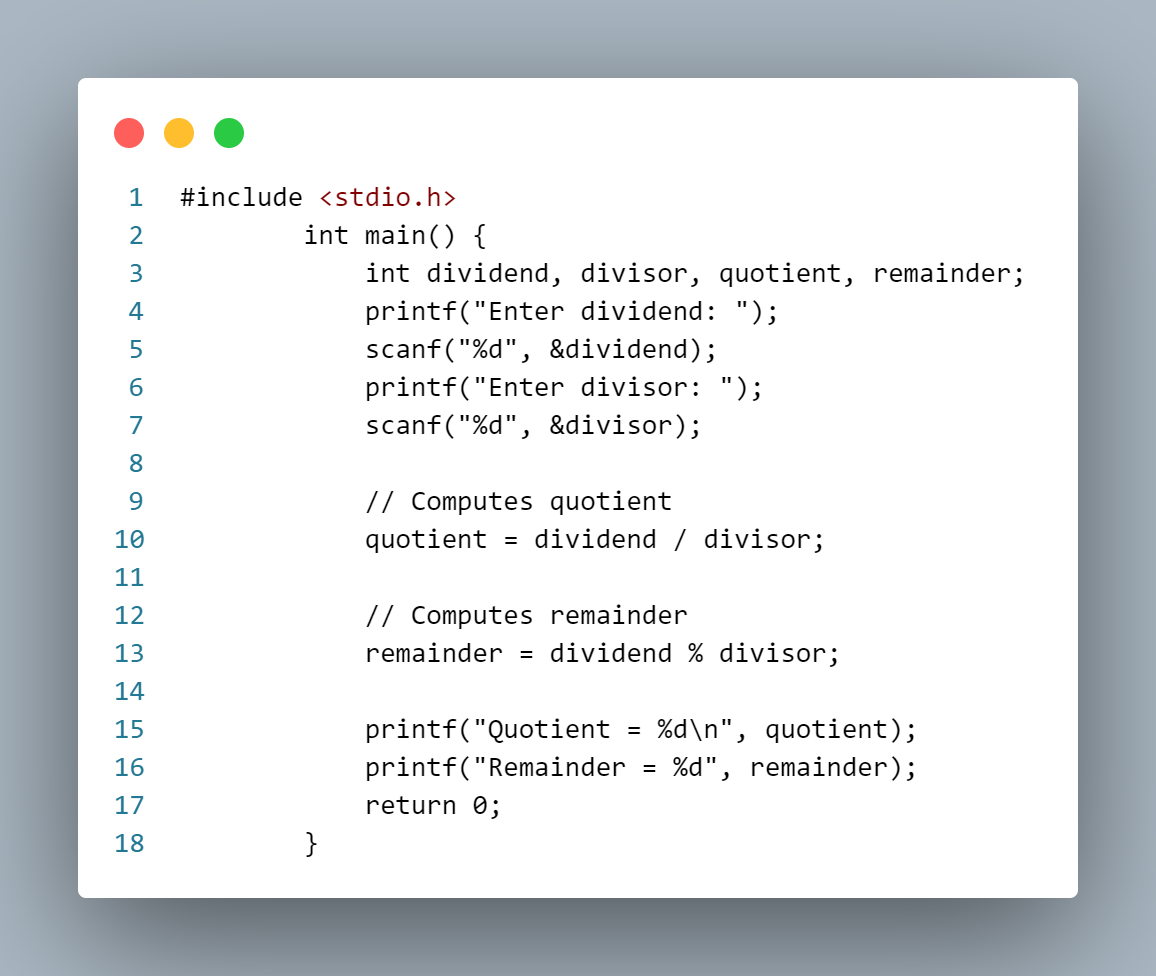 1 #include <stdio.h>
2 int main() {
3 int dividend, divisor, quotient, remainder;
4 printf("Enter dividend: ");
5 scanf("%d", &dividend);
6 printf("Enter divisor: ");
7 scanf("%d", &divisor);
8
9 // Computes quotient
10 quotient = dividend / divisor;
11
12 // Computes remainder
13 remainder = dividend % divisor;
14
15 printf("Quotient = %d\n", quotient);
16 printf("Remainder = %d", remainder);
17 return 0;
18 }